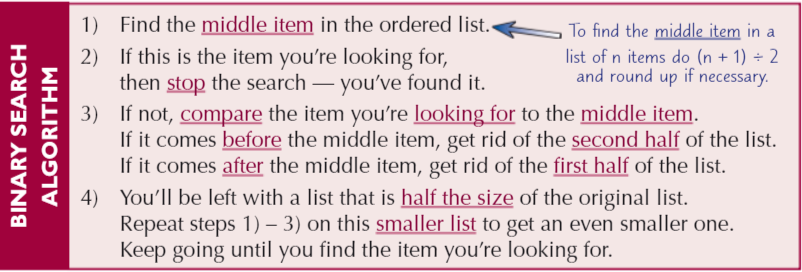 BINARY SEARCH
ALGORITHM
1) Find the middle item in the ordered list.
To find the middle item in a
list of n items do (n + 1) ÷ 2
and round up if necessary.
2) If this is the item you're looking for,
then stop the search — you've found it.
3) If not, compare the item you're looking for to the middle item.
If it comes before the middle item, get rid of the second half of the list.
If it comes after the middle item, get rid of the first half of the list.
4) You'll be left with a list that is half the size of the original list.
Repeat steps 1) – 3) on this smaller list to get an even smaller one.
Keep going until you find the item you're looking for.